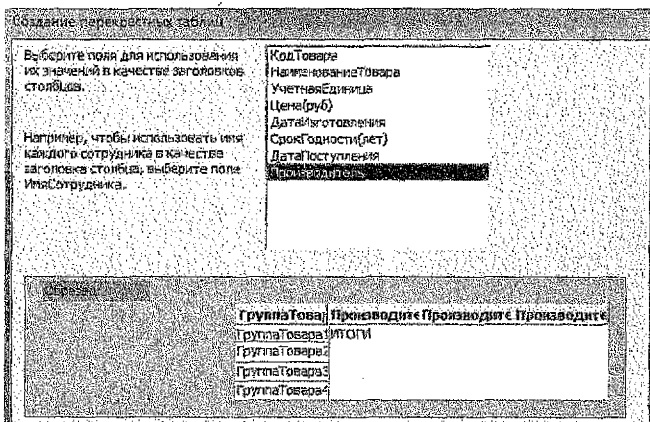 Создание перекрестных таблиц
Выберите поля для использования
их значений в качестве заголовков
столбцов.
Например, чтобы использовать имя
каждого сотрудника в качестве
заголовка столбца, выберите поле
ИмяСотрудника.
КодТовара
НаименованиеТовара
УчетнаяЕдиница
Цена(руб)
ДатаИзготовления
СрокГодности(лет)
ДатаПоступления
Производитель
Образец
ГруппаТовар Производите Производите Производите
ГруппаТовара1 ИТОГИ
ГруппаТовара2
ГруппаТовара3
ГруппаТовара4